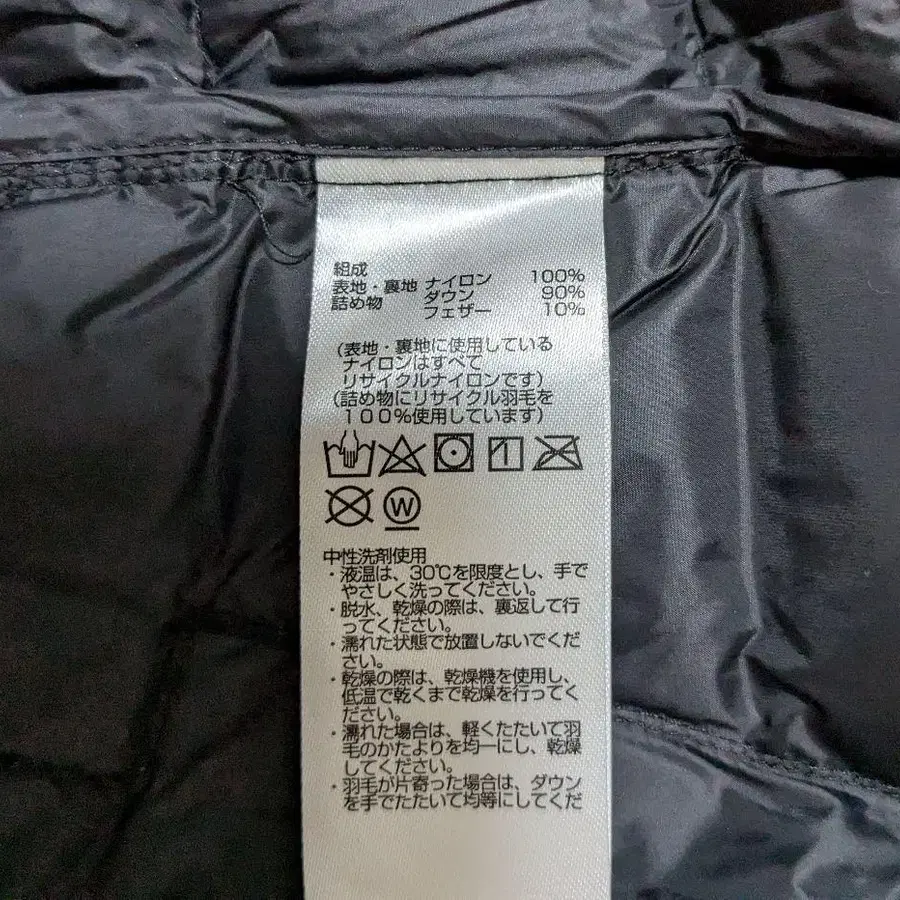 組成
表地・裏地 ナイロン 100%
詰め物 ダウン 90%
フェザー 10%
(表地・裏地に使用している
ナイロンはすべて
リサイクルナイロンです)
(詰め物にリサイクル羽毛を
100%使用しています)
W
中性洗剤使用
・液温は、30℃を限度とし、手で
やさしく洗ってください。
・脱水、乾燥の際は、裏返して行
ってください。
・濡れた状態で放置しないでくだ
さい。
・乾燥の際は、乾燥機を使用し、
低温で乾くまで乾燥を行ってく
ださい。
・濡れた場合は、軽くたたいて羽
毛のかたよりを均一にし、乾燥
してください。
・羽毛が片寄った場合は、ダウン
を手でたたいて均等にしてくだ